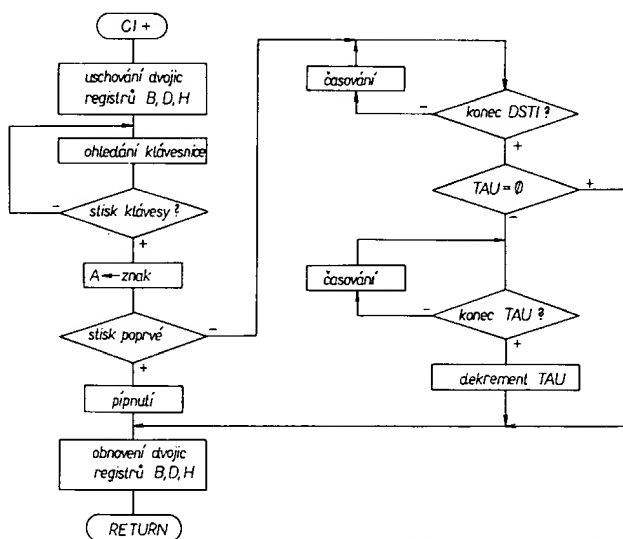 CI +
uschování dvojic
registrů B, D, H
ohledání klávesnice
-
stisk klávesy?
+
A ← znak
stisk poprvé
-
+
pípnutí
obnovení dvojic
registrů B, D, H
RETURN
časování
-
konec DSTI?
+
TAU = Ø
+
-
časování
-
konec TAU?
+
dekrement TAU